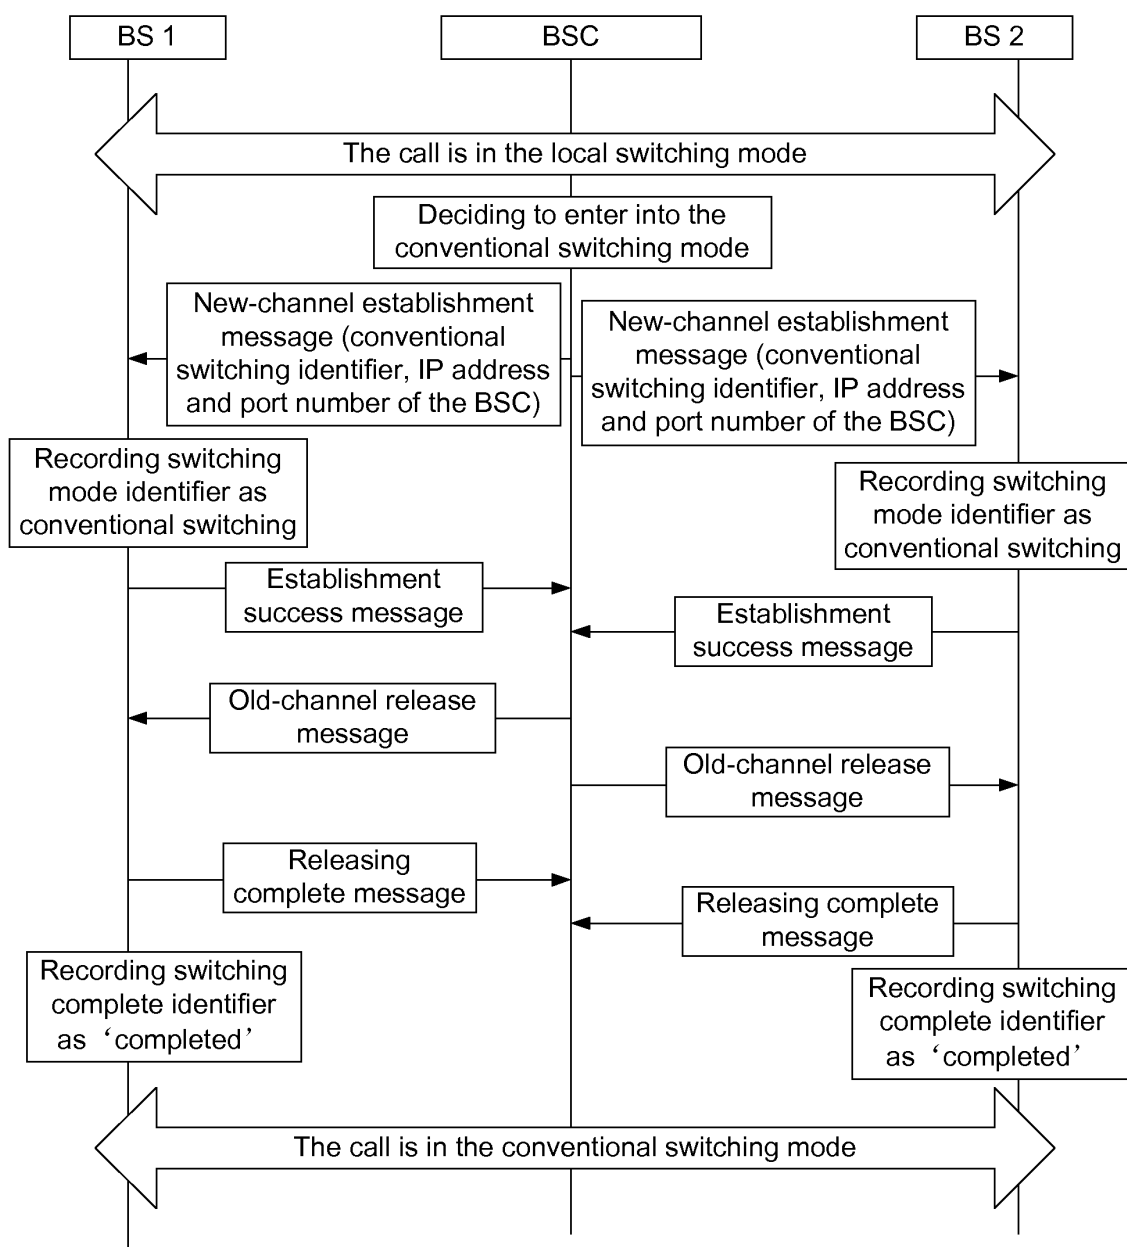 BS 1
BSC
BS 2
The call is in the local switching mode
Deciding to enter into the
conventional switching mode
New-channel establishment
message (conventional
switching identifier, IP address
and port number of the BSC)
New-channel establishment
message (conventional
switching identifier, IP address
and port number of the BSC)
Recording switching
mode identifier as
conventional switching
Recording switching
mode identifier as
conventional switching
Establishment
success message
Establishment
success message
Old-channel release
message
Old-channel release
message
Releasing
complete message
Releasing complete
message
Recording switching
complete identifier
as ‘completed’
Recording switching
complete identifier
as ‘completed’
The call is in the conventional switching mode